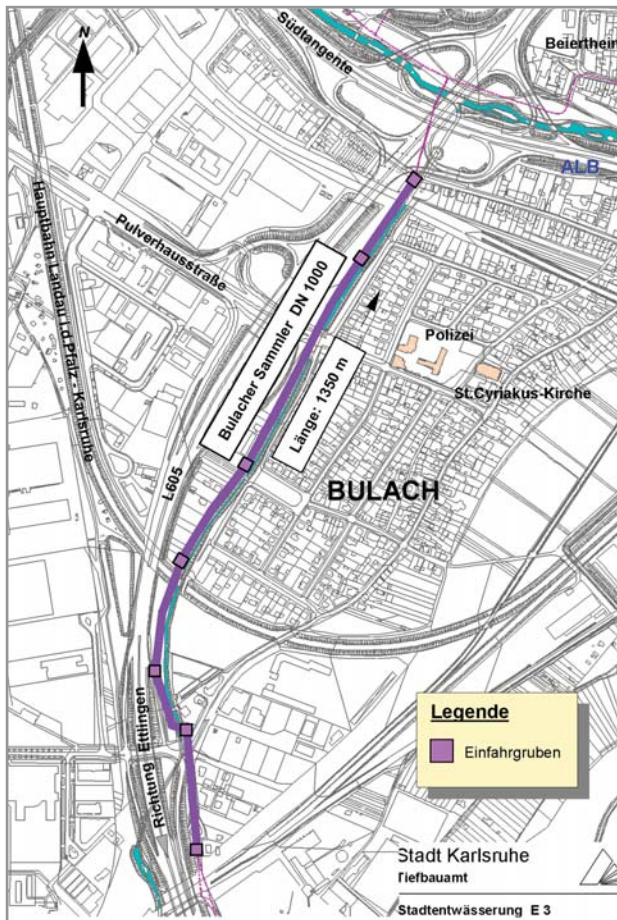 N
Südtangente
Beiertheim
ALB
Hauptbahn Landau i.d.Pfalz - Karlsruhe
Pulverhausstraße
Bulacher Sammler DN 1000
Länge: 1350 m
Polizei
St.Cyriakus-Kirche
BULACH
L605
Richtung Ettlingen
Legende
Einfahrgruben
Stadt Karlsruhe
Tiefbauamt
Stadtentwässerung E 3